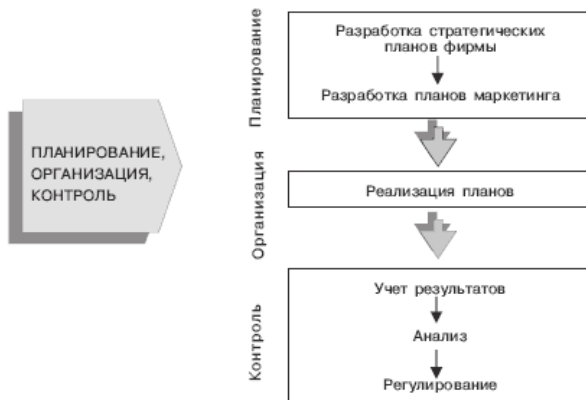 ПЛАНИРОВАНИЕ,
ОРГАНИЗАЦИЯ,
КОНТРОЛЬ
Планирование
Разработка стратегических
планов фирмы
Разработка планов маркетинга
Организация
Реализация планов
Контроль
Учет результатов
Анализ
Регулирование